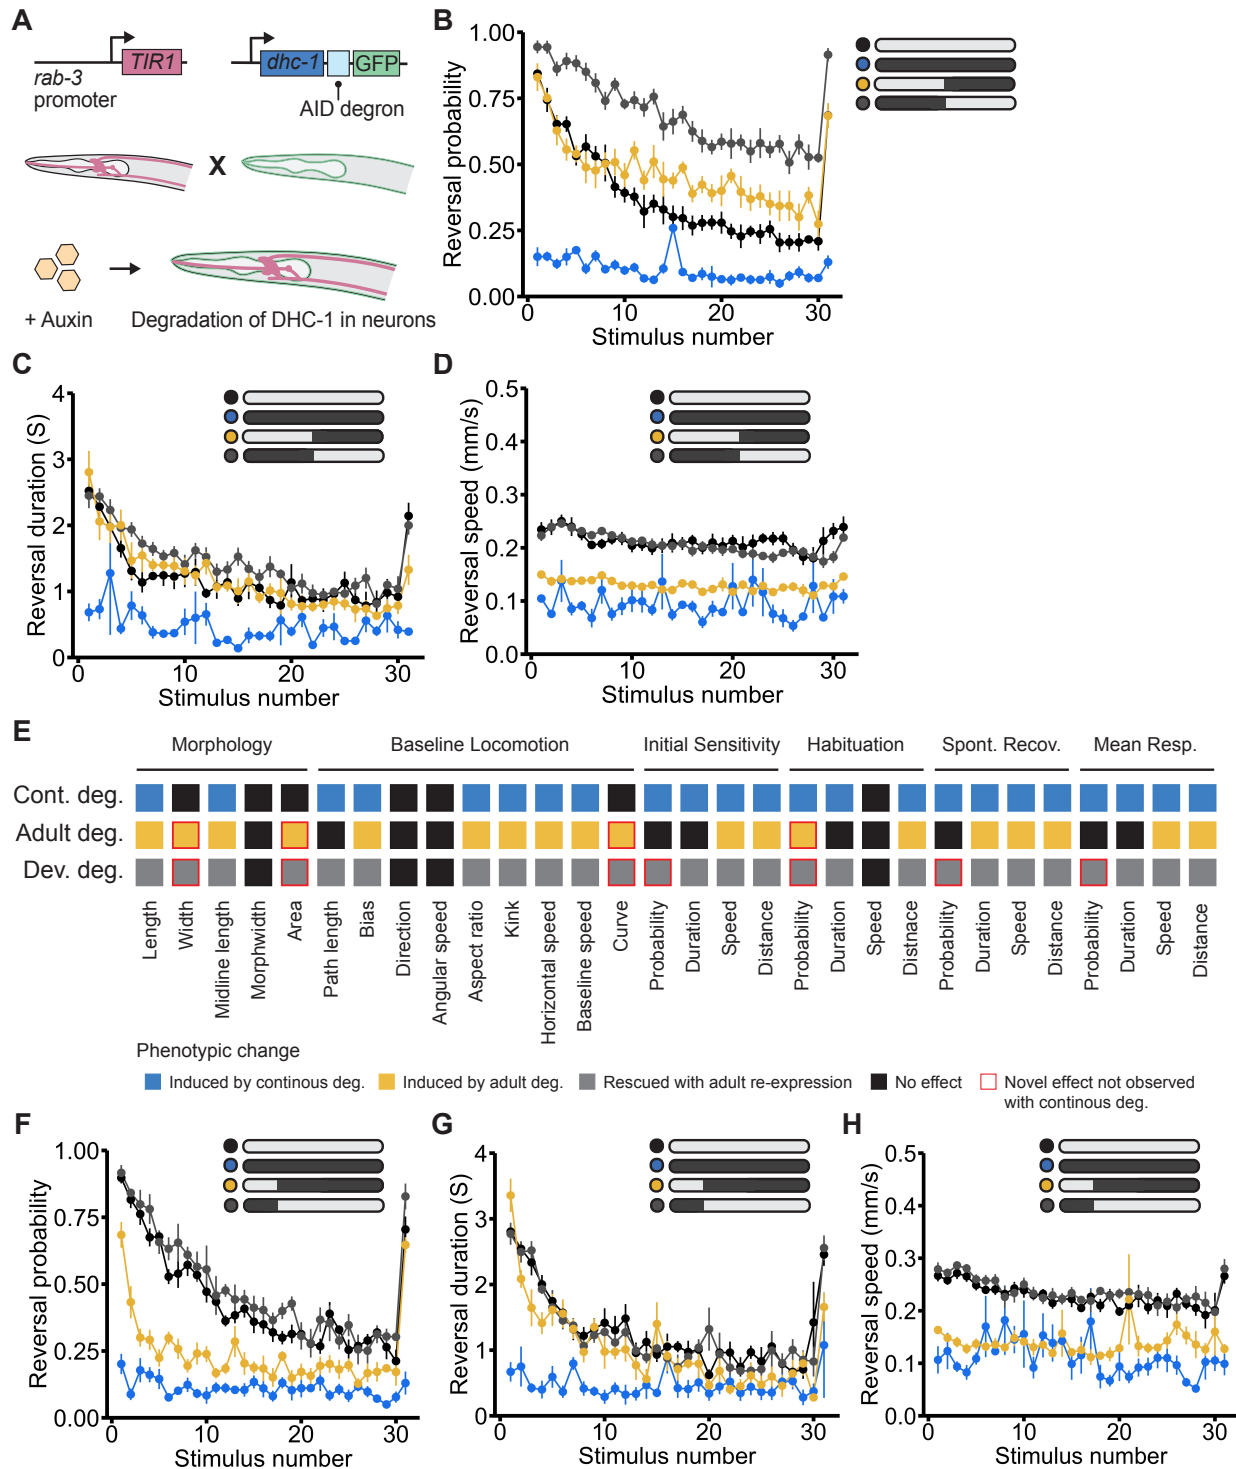 A
TIR1
rab-3
promoter
dhc-1
GFP
AID degron
X
+ Auxin
Degradation of DHC-1 in neurons
B
Reversal probability
1.00
0.75
0.50
0.25
0.00
0
10
20
30
Stimulus number
C
Reversal duration (S)
4
3
2
1
0
0
10
20
30
Stimulus number
D
Reversal speed (mm/s)
0.5
0.4
0.3
0.2
0.1
0.0
0
10
20
30
Stimulus number
E
Morphology
Baseline Locomotion
Initial Sensitivity
Habituation
Spont. Recov.
Mean Resp.
Cont. deg.
Adult deg.
Dev. deg.
Length
Width
Midline length
Morphwidth
Area
Path length
Bias
Direction
Angular speed
Aspect ratio
Kink
Horizontal speed
Baseline speed
Curve
Probability
Duration
Speed
Distance
Probability
Duration
Speed
Distnace
Probability
Duration
Speed
Distance
Probability
Duration
Speed
Distance
Phenotypic change
Induced by continous deg.
Induced by adult deg.
Rescued with adult re-expression
No effect
Novel effect not observed
with continous deg.
F
Reversal probability
1.00
0.75
0.50
0.25
0.00
0
10
20
30
Stimulus number
G
Reversal duration (S)
4
3
2
1
0
0
10
20
30
Stimulus number
H
Reversal speed (mm/s)
0.5
0.4
0.3
0.2
0.1
0.0
0
10
20
30
Stimulus number